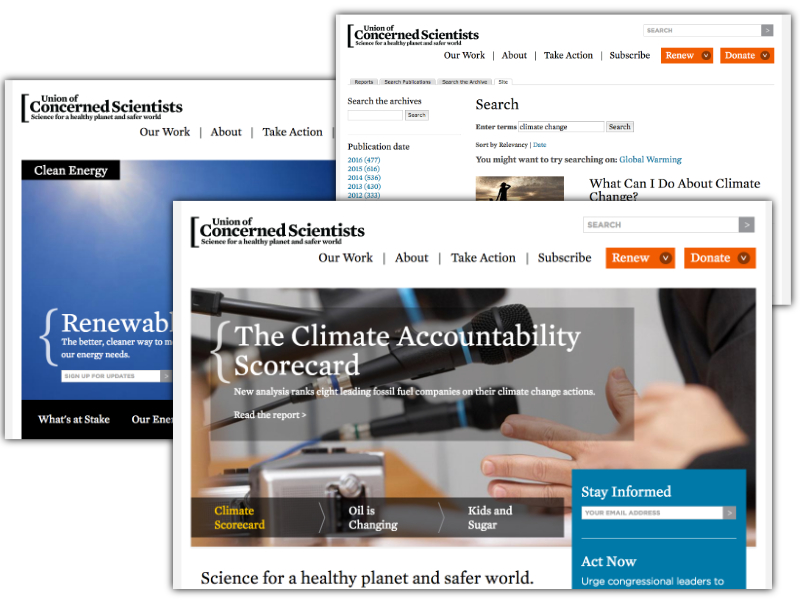 Union of
Concerned Scientists
Science for a healthy planet and safer world
SEARCH
>
Our Work | About | Take Action | Subscribe
Renew
Donate
Reports
Search Publications
Search the Archive
Site
Search the archives
Search
Publication date
2016 (477)
2015 (616)
2014 (536)
2013 (430)
2012 (333)
Search
Enter terms climate change Search
Sort by Relevancy | Date
You might want to try searching on: Global Warming
What Can I Do About Climate
Change?
Union of
Concerned Scientists
Science for a healthy planet and safer world
Our Work | About | Take Action |
Clean Energy
Renewabl
The better, cleaner way to m
our energy needs.
SIGN UP FOR UPDATES >
What's at Stake
Our Ener
Union of
Concerned Scientists
Science for a healthy planet and safer world
SEARCH
>
Our Work | About | Take Action | Subscribe
Renew
Donate
The Climate Accountability
Scorecard
New analysis ranks eight leading fossil fuel companies on their climate change actions.
Read the report >
Climate
Scorecard
Oil is
Changing
Kids and
Sugar
Stay Informed
YOUR EMAIL ADDRESS >
Act Now
Urge congressional leaders to
Science for a healthy planet and safer world.